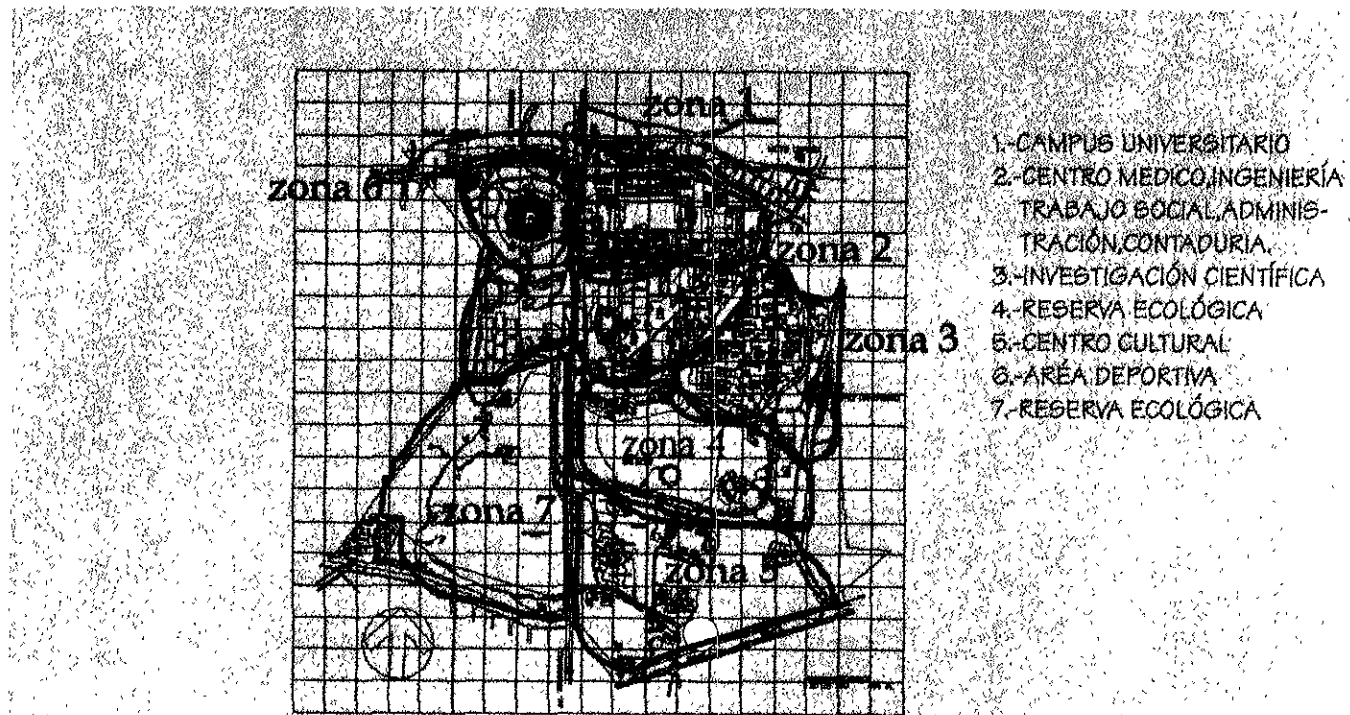 zona 1
zona 6
zona 2
zona 3
zona 4
zona 7
zona 5
1.-CAMPUS UNIVERSITARIO
2.-CENTRO MEDICO,INGENIERÍA
TRABAJO SOCIAL,ADMINIS-
TRACIÓN,CONTADURIA.
3.-INVESTIGACIÓN CIENTÍFICA
4.-RESERVA ECOLÓGICA
5.-CENTRO CULTURAL
6.-AREÁ DEPORTIVA
7.-RESERVA ECOLÓGICA